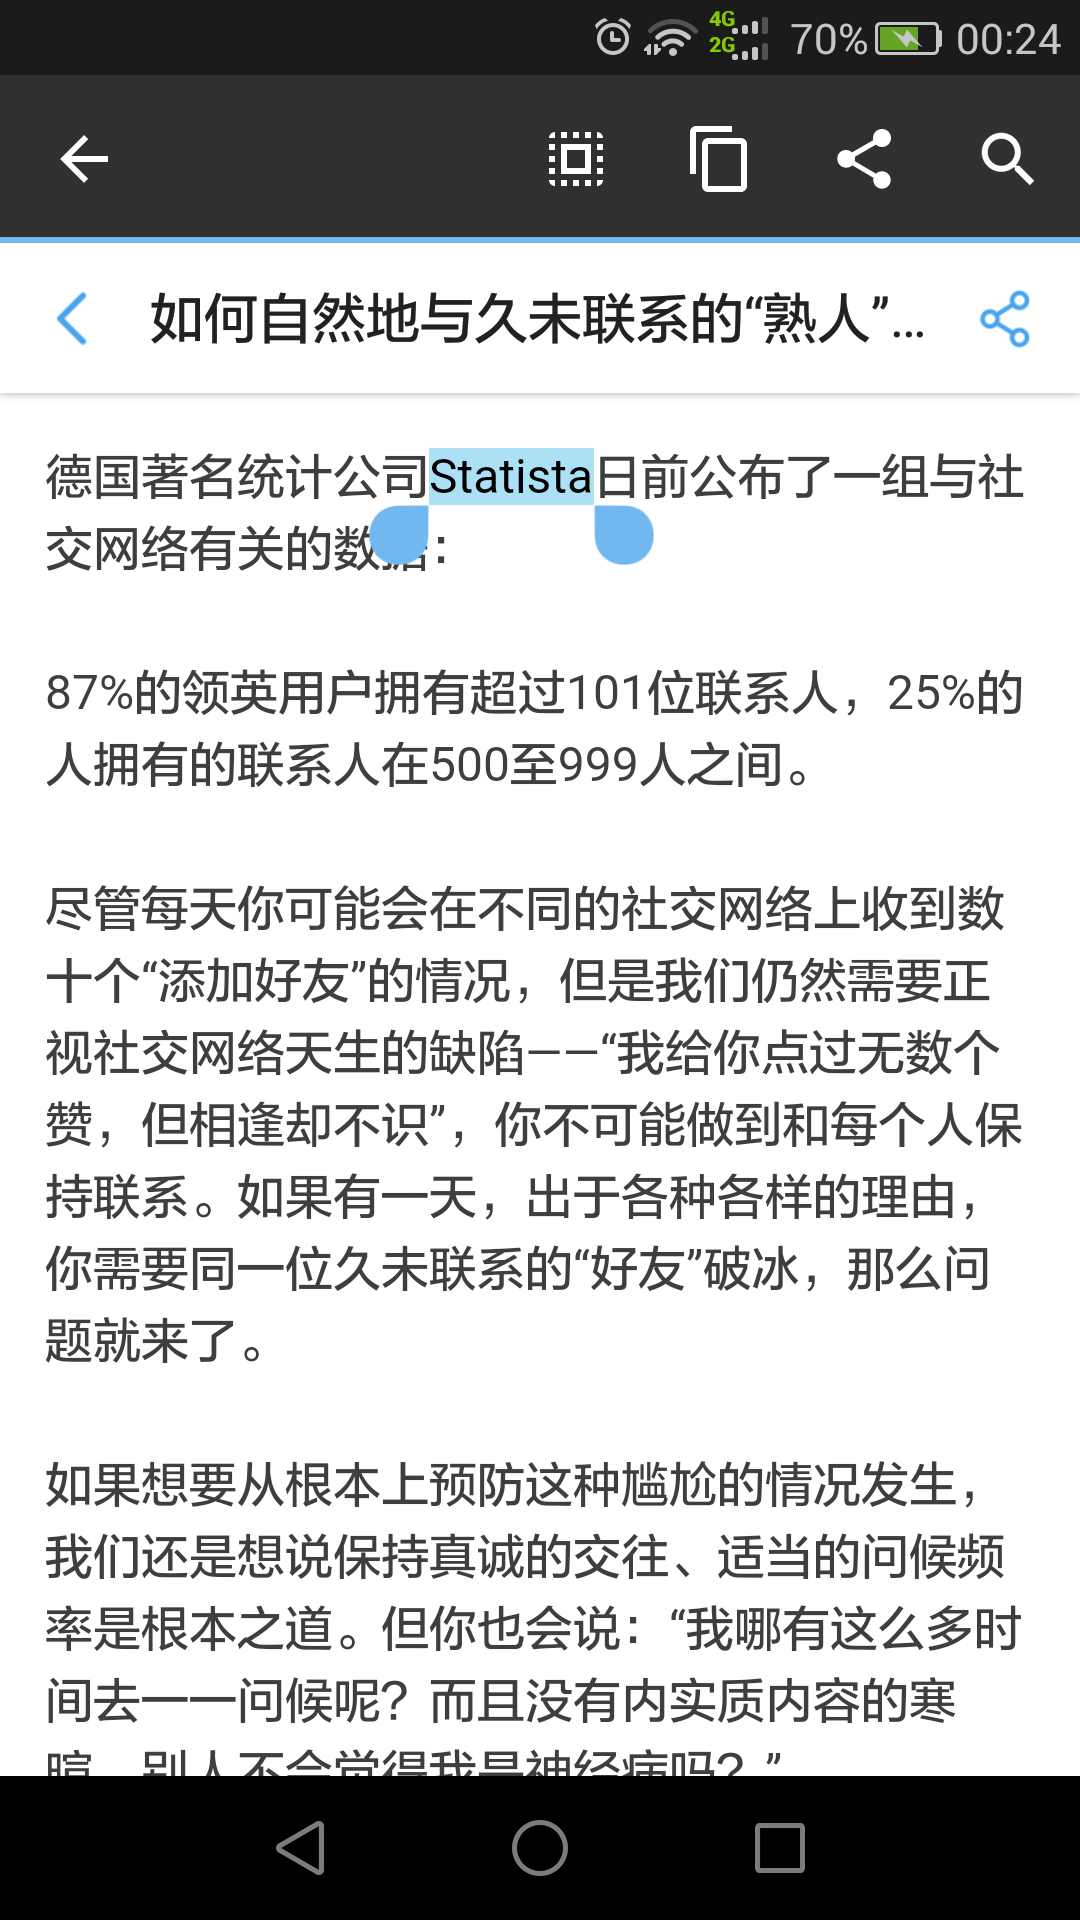 4G
2G
70%
00:24
如何自然地与久未联系的“熟人”...
德国著名统计公司Statista日前公布了一组与社
交网络有关的数据：
87%的领英用户拥有超过101位联系人，25%的
人拥有的联系人在500至999人之间。
尽管每天你可能会在不同的社交网络上收到数
十个“添加好友”的情况，但是我们仍然需要正
视社交网络天生的缺陷——“我给你点过无数个
赞，但相逢却不识”，你不可能做到和每个人保
持联系。如果有一天，出于各种各样的理由，
你需要同一位久未联系的“好友”破冰，那么问
题就来了。
如果想要从根本上预防这种尴尬的情况发生，
我们还是想说保持真诚的交往、适当的问候频
率是根本之道。但你也会说：“我哪有这么多时
间去一一问候呢？而且没有内实质内容的寒
暄，别人不会觉得我是神经病吗？”